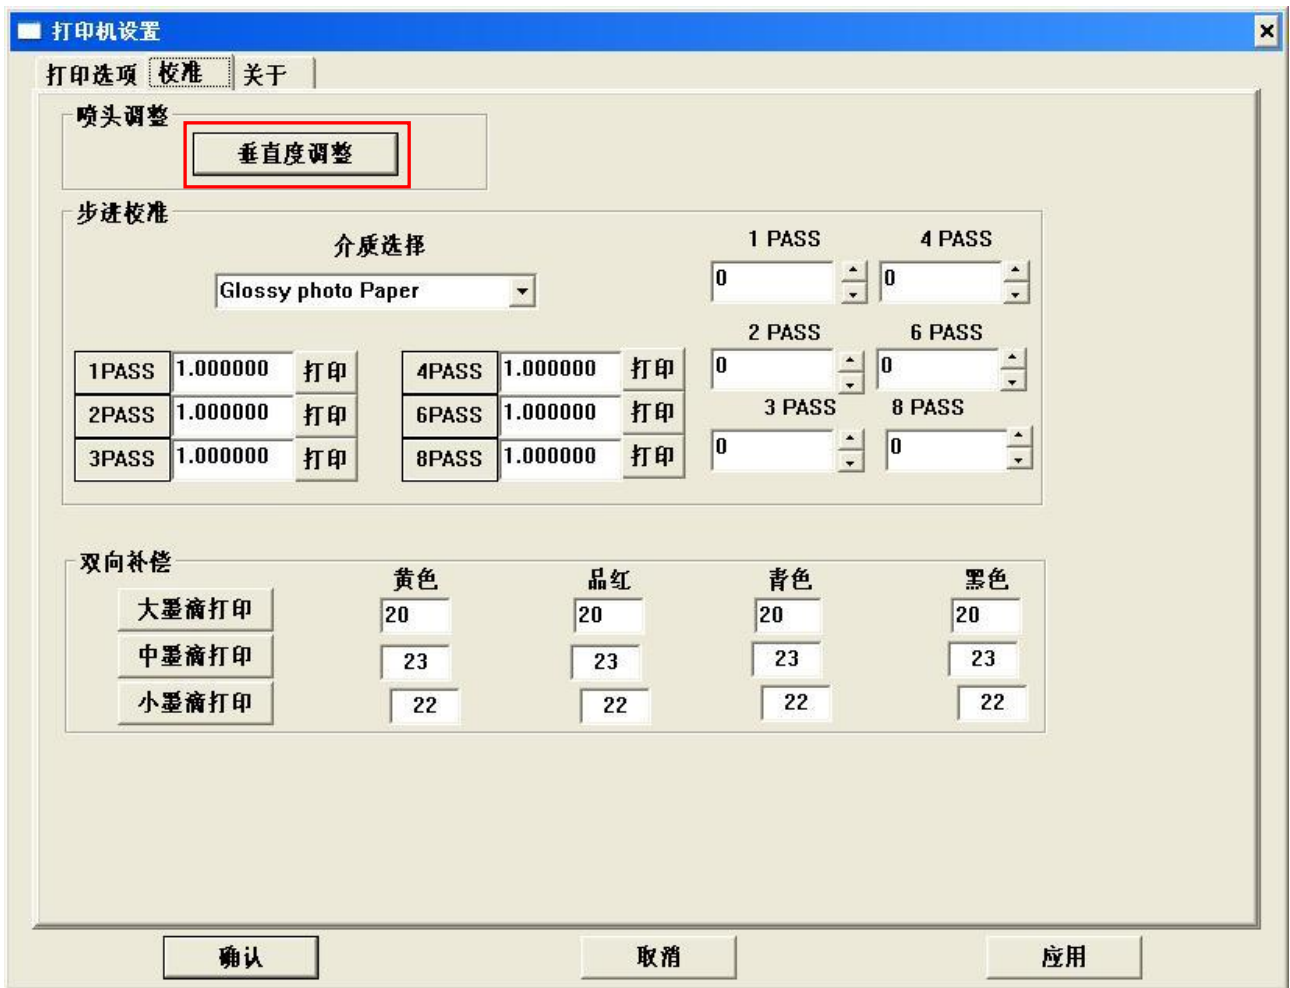 打印机设置
打印选项 校准 关于
喷头调整
垂直度调整
步进校准
介质选择
Glossy photo Paper
1PASS 1.000000 打印 4PASS 1.000000 打印
2PASS 1.000000 打印 6PASS 1.000000 打印
3PASS 1.000000 打印 8PASS 1.000000 打印
1 PASS 4 PASS
0 0
2 PASS 6 PASS
0 0
3 PASS 8 PASS
0 0
双向补偿
黄色 品红 青色 黑色
大墨滴打印 20 20 20 20
中墨滴打印 23 23 23 23
小墨滴打印 22 22 22 22
确认 取消 应用